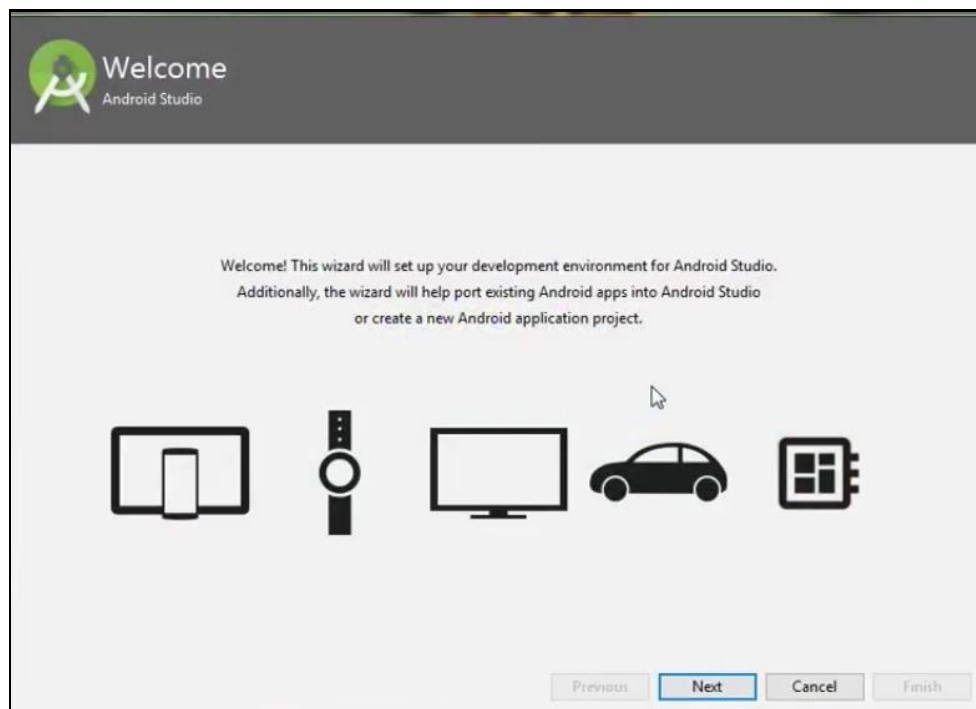 Welcome
Android Studio
Welcome! This wizard will set up your development environment for Android Studio.
Additionally, the wizard will help port existing Android apps into Android Studio
or create a new Android application project.
Previous
Next
Cancel
Finish